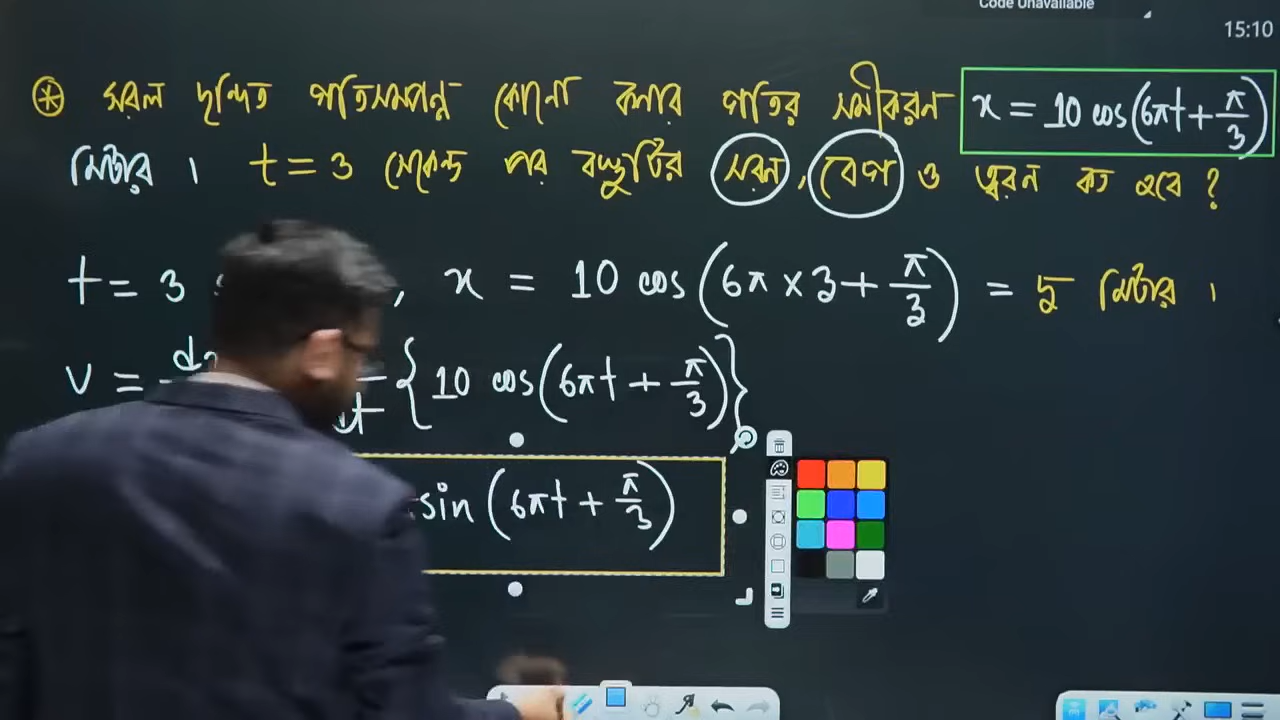 Code Unavailable
15:10
⊛ সরল ছন্দিত গতিসম্পন্ন কোনো কণার গতির সমীকরণ x = 10 cos(6πt + π/3)
মিটার । t = 3 সেকেন্ড পর বস্তুটির সরণ, বেগ ও ত্বরণ কত হবে ?
t = 3 , x = 10 cos(6π × 3 + π/3) = 5 মিটার ।
v = {10 cos(6πt + π/3)}
sin(6πt + π/3)